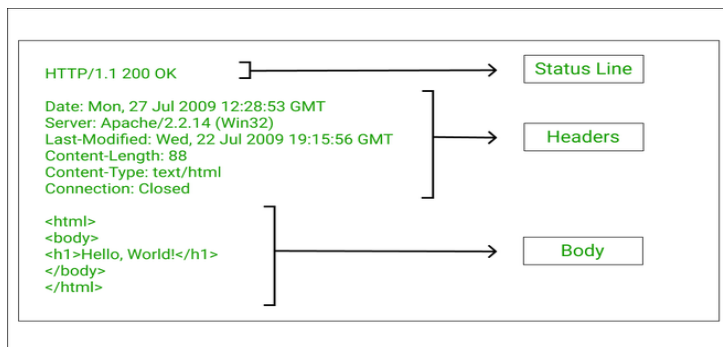 HTTP/1.1 200 OK
Status Line
Date: Mon, 27 Jul 2009 12:28:53 GMT
Server: Apache/2.2.14 (Win32)
Last-Modified: Wed, 22 Jul 2009 19:15:56 GMT
Content-Length: 88
Content-Type: text/html
Connection: Closed
Headers
<html>
<body>
<h1>Hello, World!</h1>
</body>
</html>
Body